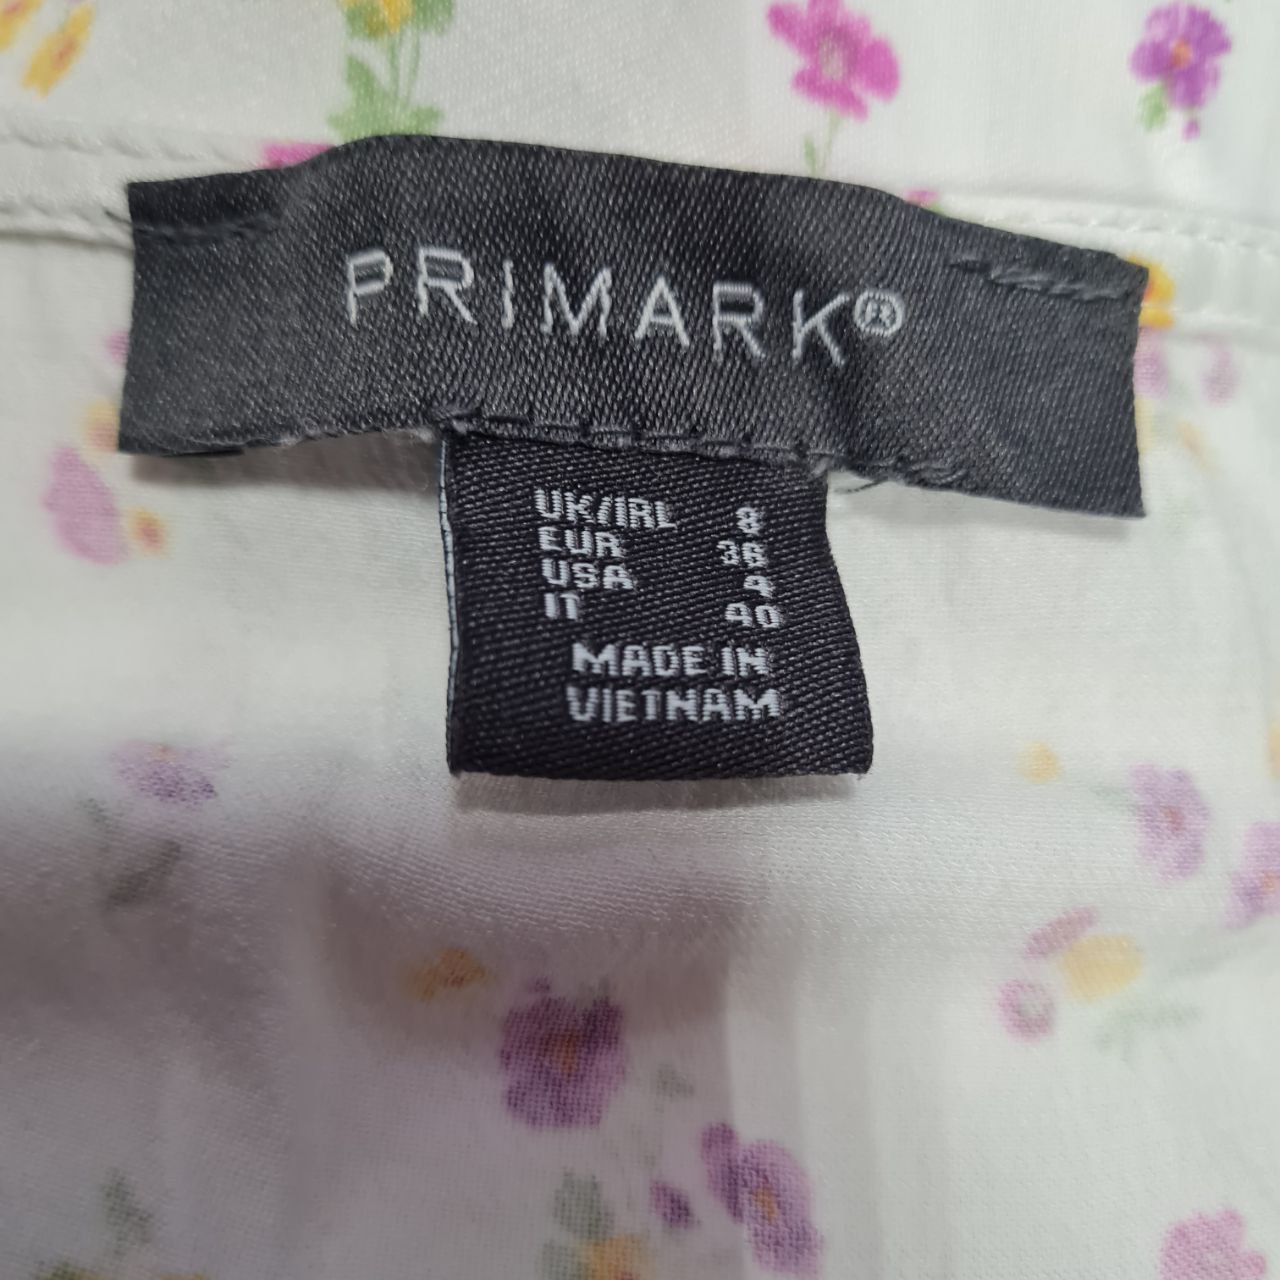 PRIMARK®
UK/IRL 8
EUR 36
USA 4
IT 40
MADE IN
VIETNAM